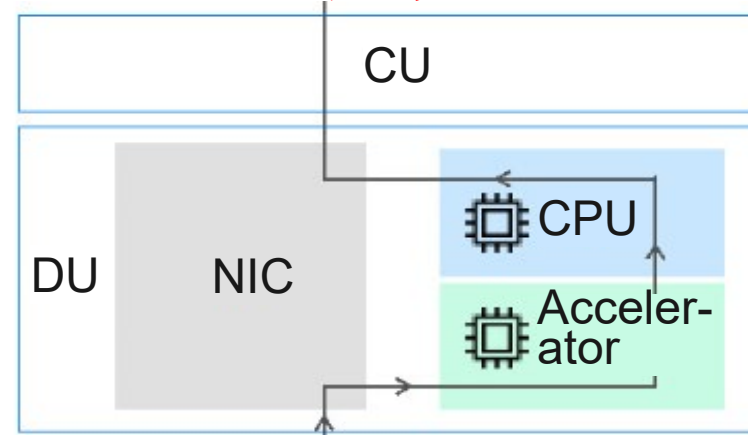 CU
DU
NIC
CPU
Acceler-
ator